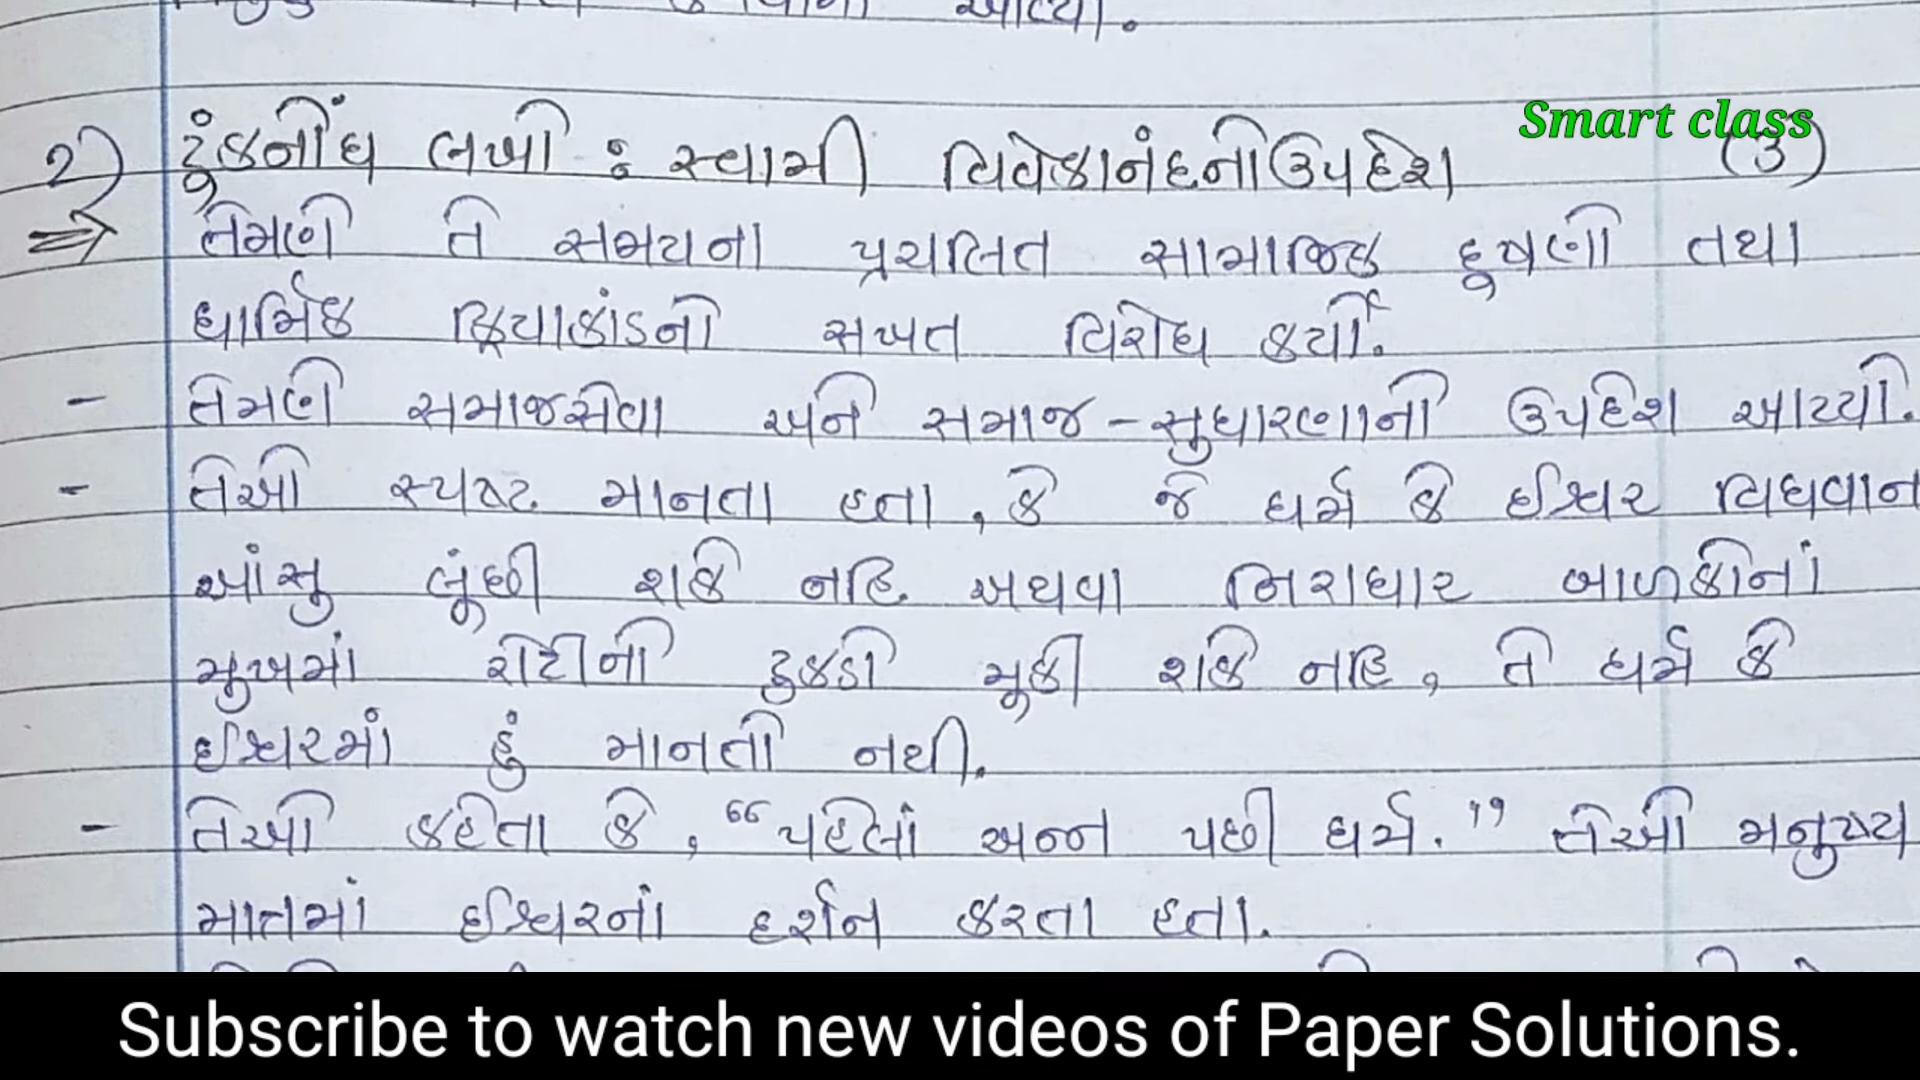 આવ્યા.
Smart class
2) ટૂંકનોંધ લખો : સ્વામી વિવેકાનંદનો ઉપદેશ (3)
⇒ તેમણે તે સમયના પ્રચલિત સામાજિક દૂષણો તથા
ધાર્મિક ક્રિયાકાંડનો સખત વિરોધ કર્યો.
- તેમણે સમાજસેવા અને સમાજ-સુધારણાનો ઉપદેશ આપ્યો.
- તેઓ સ્પષ્ટ માનતા હતા, કે જે ધર્મ કે ઈશ્વર વિધવાન
આંસુ લૂંછી શકે નહિ અથવા નિરાધાર બાળકોનાં
મુખમાં રોટીનો ટુકડો મૂકી શકે નહિ, તે ધર્મ કે
ઈશ્વરમાં હું માનતો નથી.
- તેઓ કહેતા કે, "પહેલાં અન્ન પછી ધર્મ." તેઓ મનુષ્ય
માતમાં ઈશ્વરનાં દર્શન કરતા હતા.
Subscribe to watch new videos of Paper Solutions.